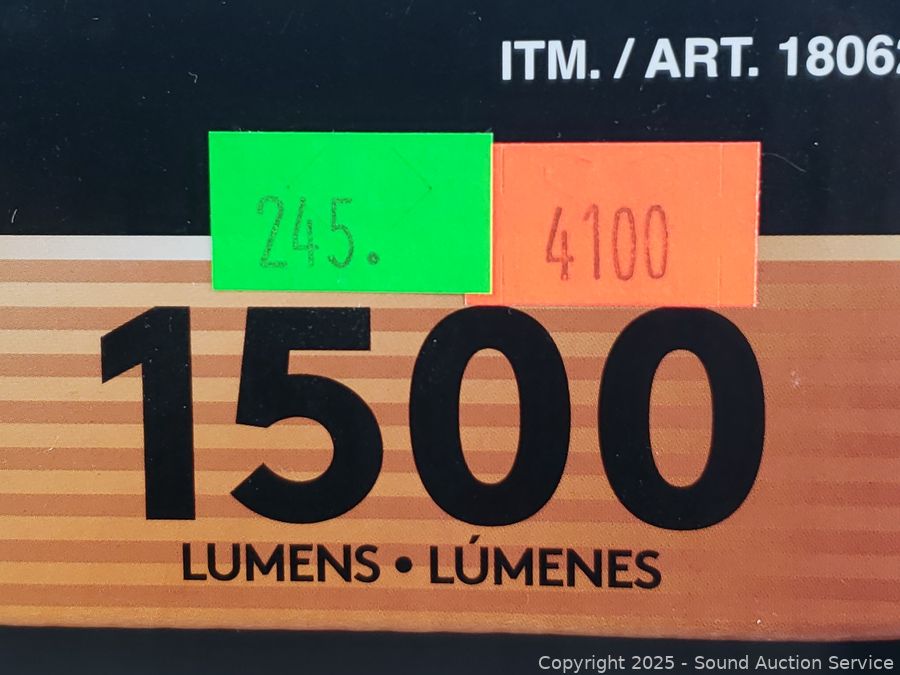 ITM. / ART. 1806
245.
4100
1500
LUMENS • LÚMENES
Copyright 2025 - Sound Auction Service